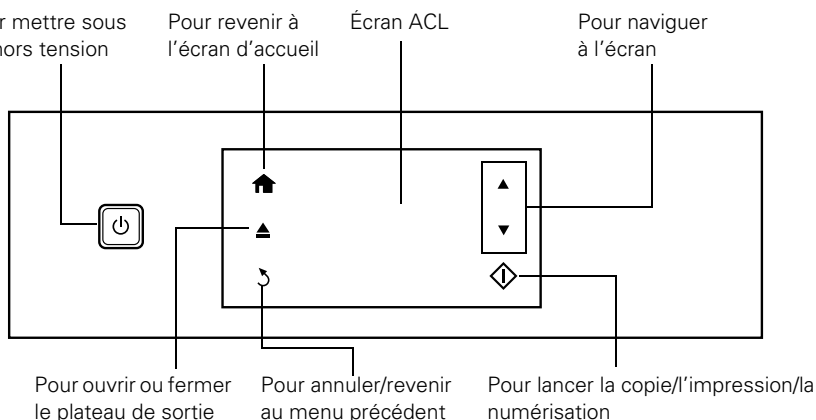 r mettre sous
hors tension
Pour revenir à
l'écran d'accueil
Écran ACL
Pour naviguer
à l'écran
Pour ouvrir ou fermer
le plateau de sortie
Pour annuler/revenir
au menu précédent
Pour lancer la copie/l'impression/la
numérisation